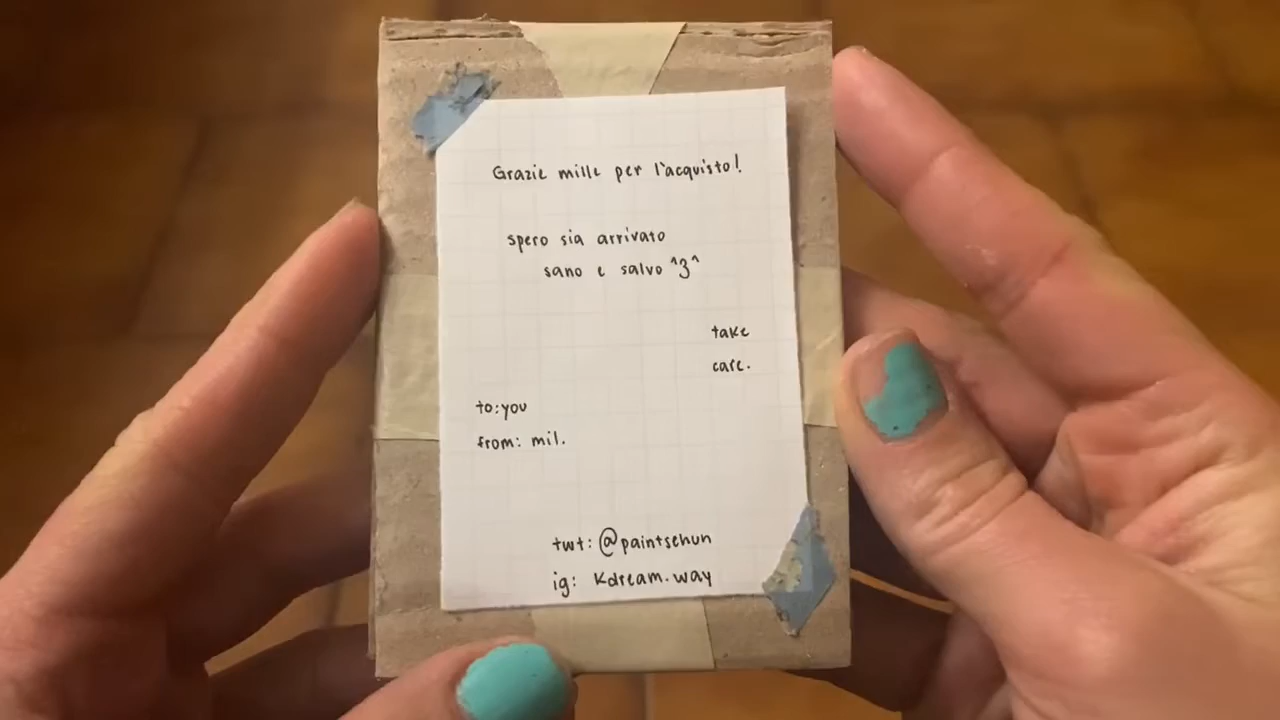 Grazie mille per l'acquisto!
spero sia arrivato
sano e salvo ^3^
take
care.
to: you
from: mil.
twt: @paintsehun
ig: Kdream.way